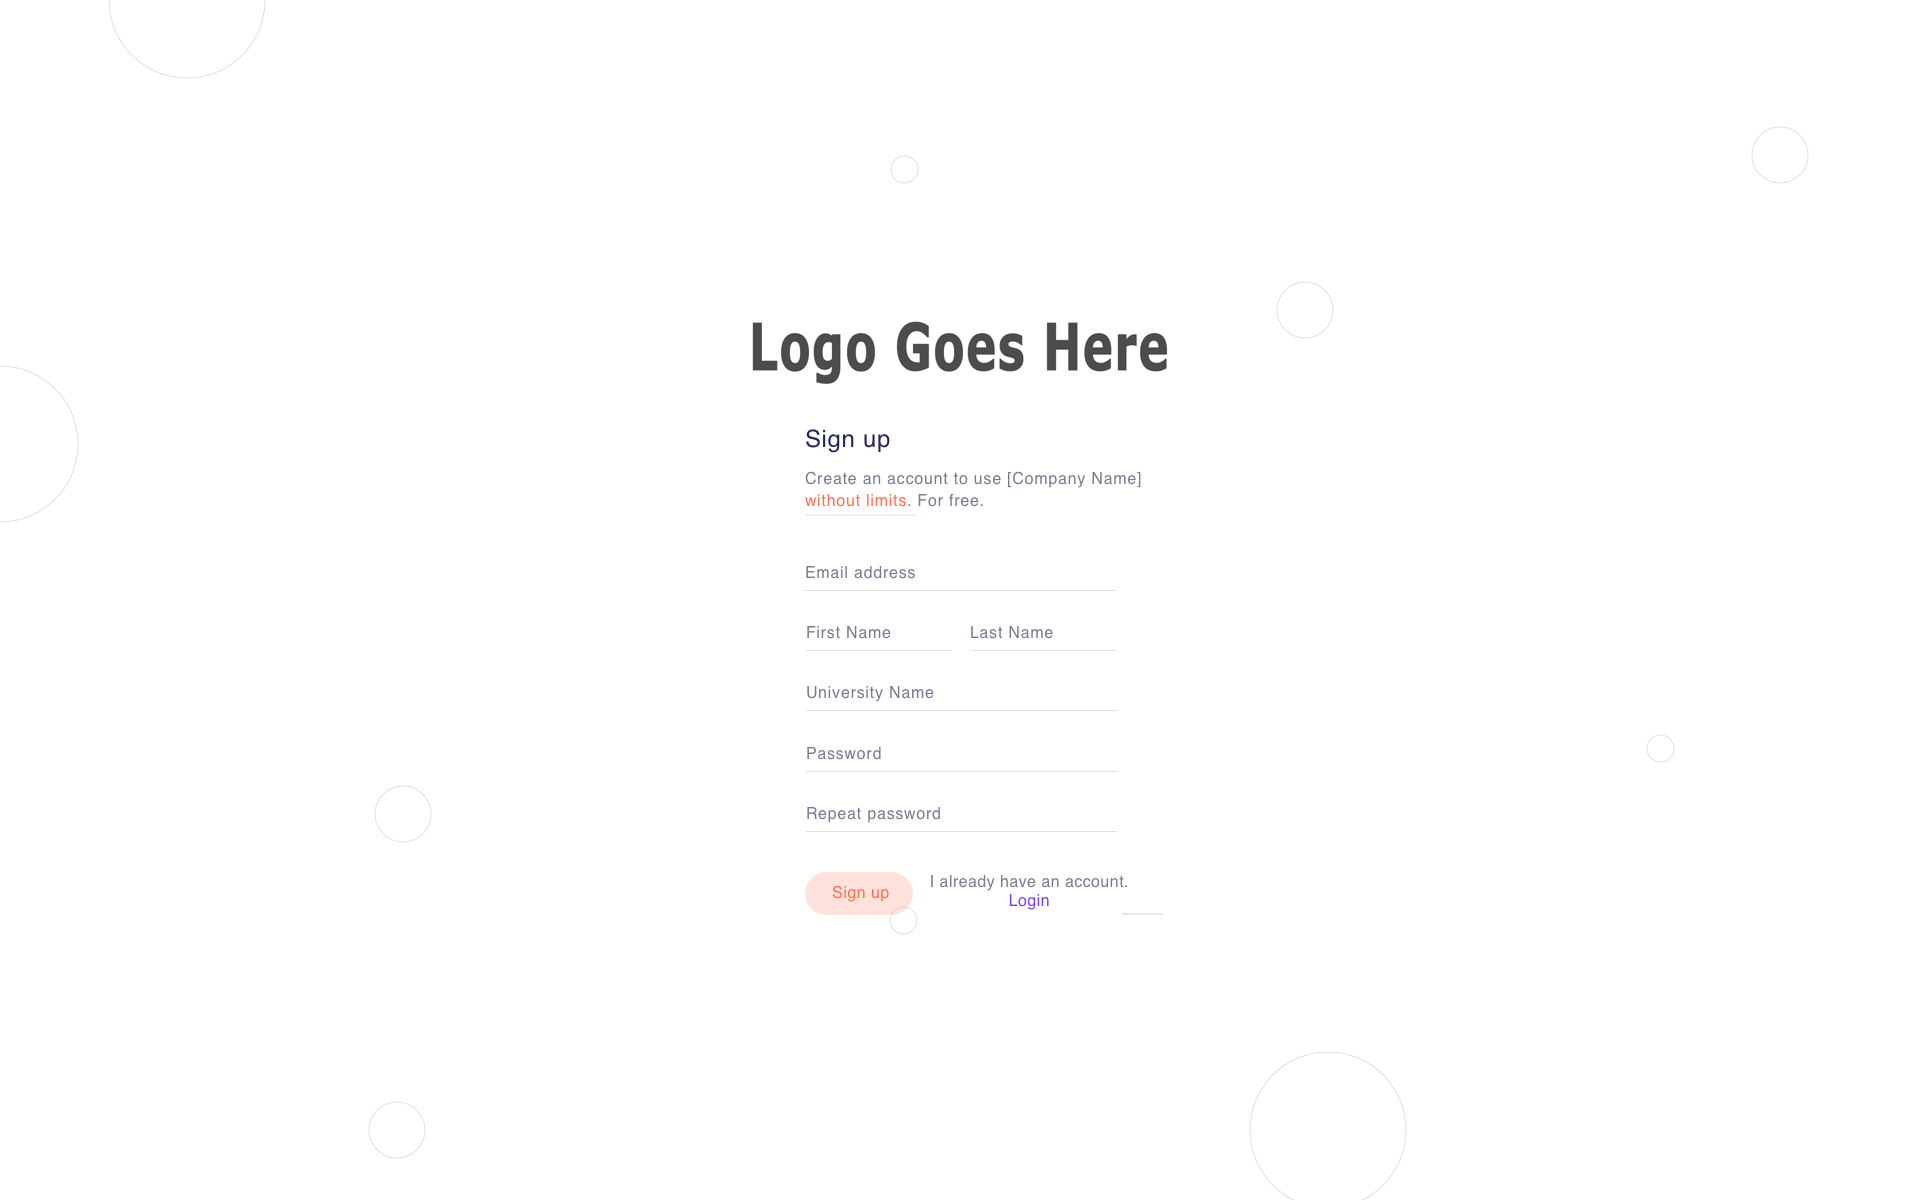 Logo Goes Here
Sign up
Create an account to use [Company Name]
without limits. For free.
Email address
First Name Last Name
University Name
Password
Repeat password
Sign up
I already have an account.
Login